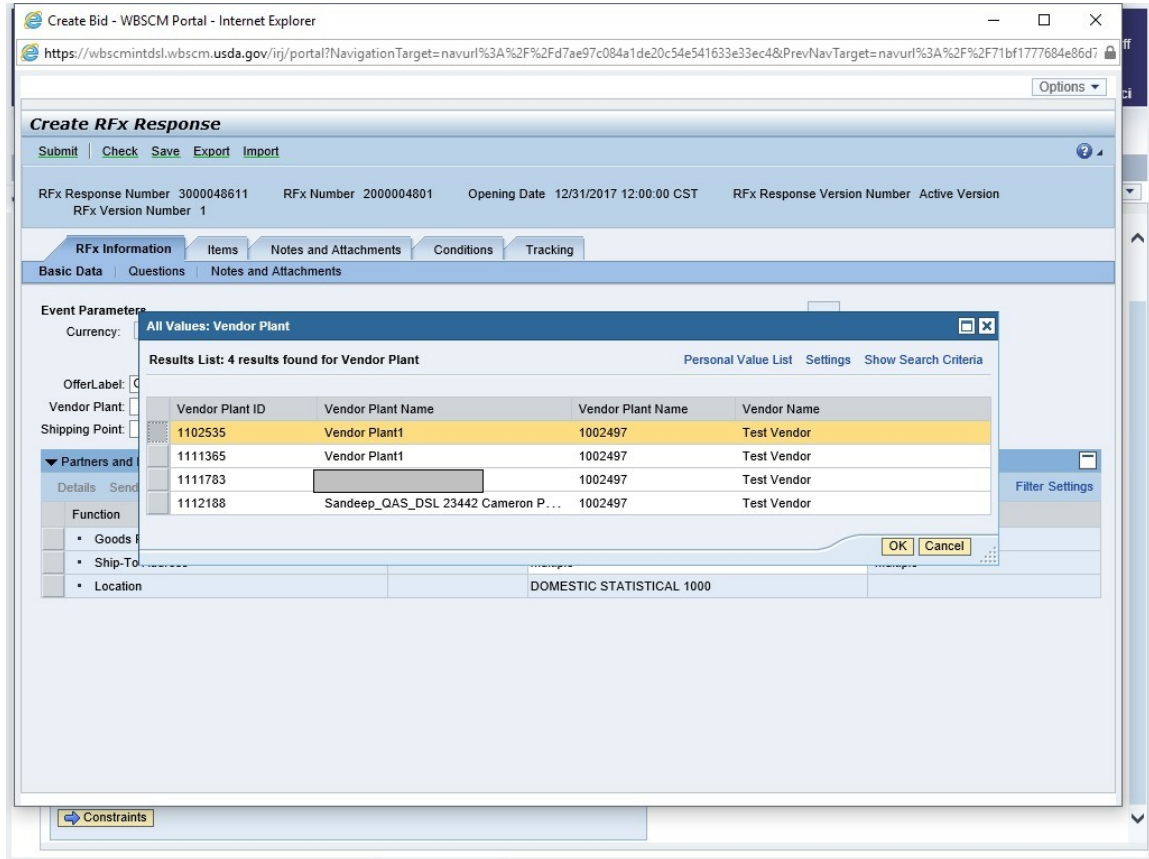 Create Bid - WBSCM Portal - Internet Explorer
https://wbscmintdsl.wbscm.usda.gov/irj/portal?NavigationTarget=navurl%3A%2F%2Fd7ae97c084a1de20c54e541633e33ec4&PrevNavTarget=navurl%3A%2F%2F71bf1777684e86d7
ff
Options
ci
Create RFx Response
Submit Check Save Export Import
RFx Response Number 3000048611 RFx Number 2000004801 Opening Date 12/31/2017 12:00:00 CST RFx Response Version Number Active Version
RFx Version Number 1
RFx Information Items Notes and Attachments Conditions Tracking
Basic Data Questions Notes and Attachments
Event Parameters
Currency:
All Values: Vendor Plant
Results List: 4 results found for Vendor Plant Personal Value List Settings Show Search Criteria
OfferLabel:
Vendor Plant:
Shipping Point:
Vendor Plant ID Vendor Plant Name Vendor Plant Name Vendor Name
1102535 Vendor Plant1 1002497 Test Vendor
1111365 Vendor Plant1 1002497 Test Vendor
1111783 1002497 Test Vendor
1112188 Sandeep_QAS_DSL 23442 Cameron P... 1002497 Test Vendor
OK Cancel
Partners and
Details Send Filter Settings
Function
Goods
Ship-To
Location DOMESTIC STATISTICAL 1000
Constraints